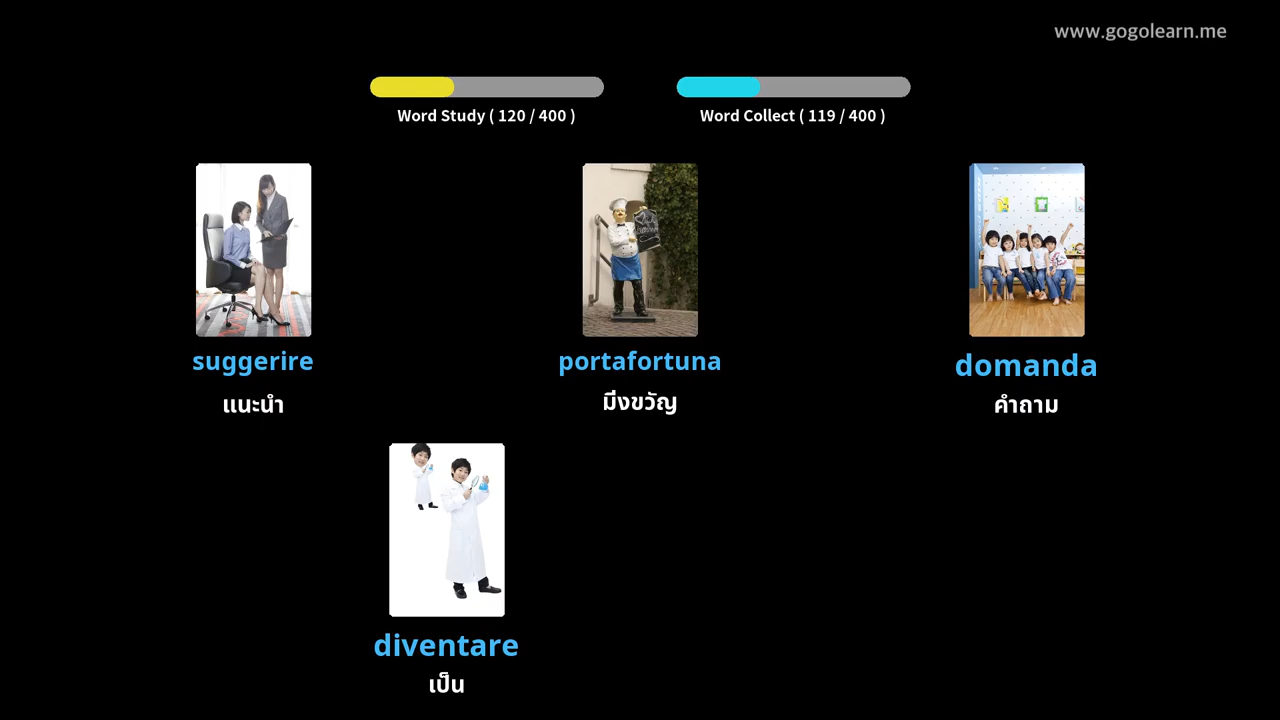 www.gogolearn.me
Word Study ( 120 / 400 )
Word Collect ( 119 / 400 )
suggerire
แนะนำ
portafortuna
มิ่งขวัญ
domanda
คำถาม
diventare
เป็น